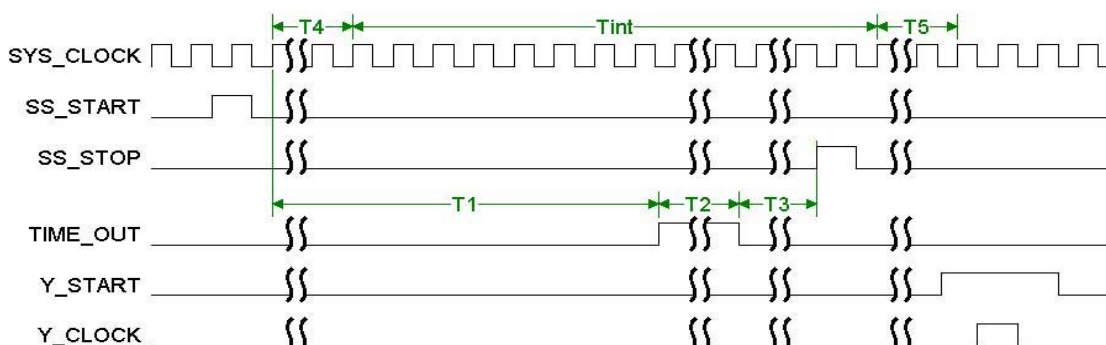 T4 Tint T5
SYS_CLOCK
SS_START
SS_STOP
T1 T2 T3
TIME_OUT
Y_START
Y_CLOCK